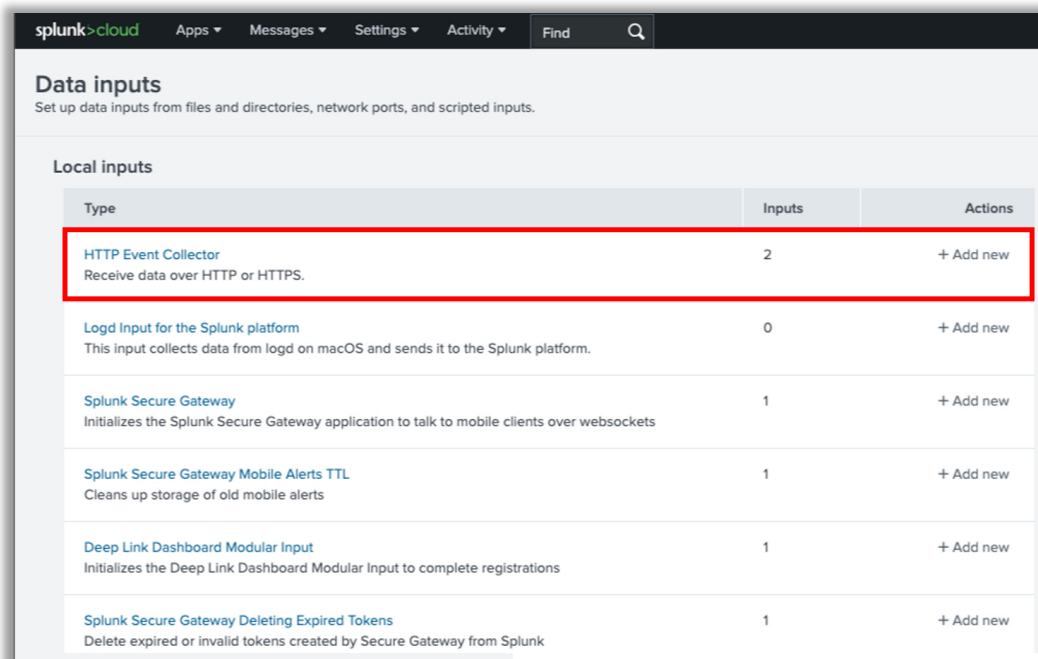 splunk>cloud Apps Messages Settings Activity Find
Data inputs
Set up data inputs from files and directories, network ports, and scripted inputs.
Local inputs
Type Inputs Actions
HTTP Event Collector 2 + Add new
Receive data over HTTP or HTTPS.
Logd Input for the Splunk platform 0 + Add new
This input collects data from logd on macOS and sends it to the Splunk platform.
Splunk Secure Gateway 1 + Add new
Initializes the Splunk Secure Gateway application to talk to mobile clients over websockets
Splunk Secure Gateway Mobile Alerts TTL 1 + Add new
Cleans up storage of old mobile alerts
Deep Link Dashboard Modular Input 1 + Add new
Initializes the Deep Link Dashboard Modular Input to complete registrations
Splunk Secure Gateway Deleting Expired Tokens 1 + Add new
Delete expired or invalid tokens created by Secure Gateway from Splunk